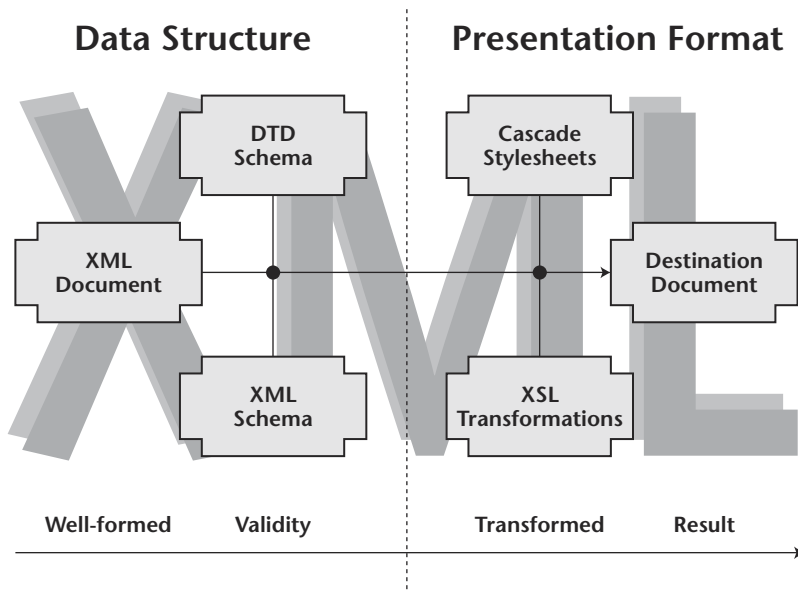 Data Structure
Presentation Format
DTD
Schema
Cascade
Stylesheets
XML
Document
Destination
Document
XML
Schema
XSL
Transformations
Well-formed
Validity
Transformed
Result
XML